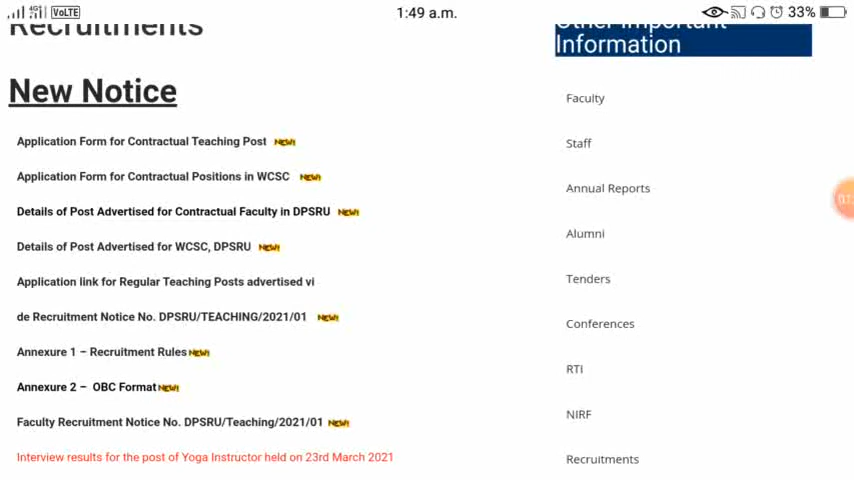 VoLTE
1:49 a.m.
33%
Recruitments
New Notice
Application Form for Contractual Teaching Post NEW!
Application Form for Contractual Positions in WCSC NEW!
Details of Post Advertised for Contractual Faculty in DPSRU NEW!
Details of Post Advertised for WCSC, DPSRU NEW!
Application link for Regular Teaching Posts advertised vi
de Recruitment Notice No. DPSRU/TEACHING/2021/01 NEW!
Annexure 1 – Recruitment Rules NEW!
Annexure 2 – OBC Format NEW!
Faculty Recruitment Notice No. DPSRU/Teaching/2021/01 NEW!
Interview results for the post of Yoga Instructor held on 23rd March 2021
Other Important
Information
Faculty
Staff
Annual Reports
Alumni
Tenders
Conferences
RTI
NIRF
Recruitments